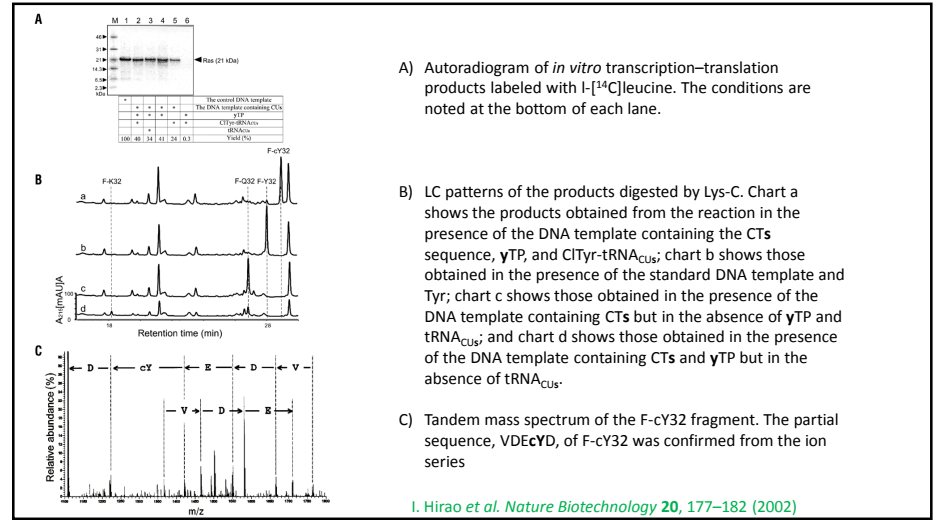 A
M 1 2 3 4 5 6
46
31
21
14.3
6.5
2.3
kDa
Ras (21 kDa)
* The control DNA template
* * * * The DNA template containing CUs
* * * * yTP
* * * ClTyr-tRNACUs
* tRNACUs
100 40 34 41 24 0.3 Yield (%)
B
F-cY32
F-K32 F-Q32 F-Y32
a
b
c
d
100
0
A215[mAU]A
18 28
Retention time (min)
C
D cY E D V
V D E
Relative abundance (%)
m/z
A) Autoradiogram of in vitro transcription–translation
products labeled with l-[14C]leucine. The conditions are
noted at the bottom of each lane.
B) LC patterns of the products digested by Lys-C. Chart a
shows the products obtained from the reaction in the
presence of the DNA template containing the CTs
sequence, yTP, and ClTyr-tRNACUs; chart b shows those
obtained in the presence of the standard DNA template and
Tyr; chart c shows those obtained in the presence of the
DNA template containing CTs but in the absence of yTP and
tRNACUs; and chart d shows those obtained in the presence
of the DNA template containing CTs and yTP but in the
absence of tRNACUs.
C) Tandem mass spectrum of the F-cY32 fragment. The partial
sequence, VDEcYD, of F-cY32 was confirmed from the ion
series
I. Hirao et al. Nature Biotechnology 20, 177–182 (2002)